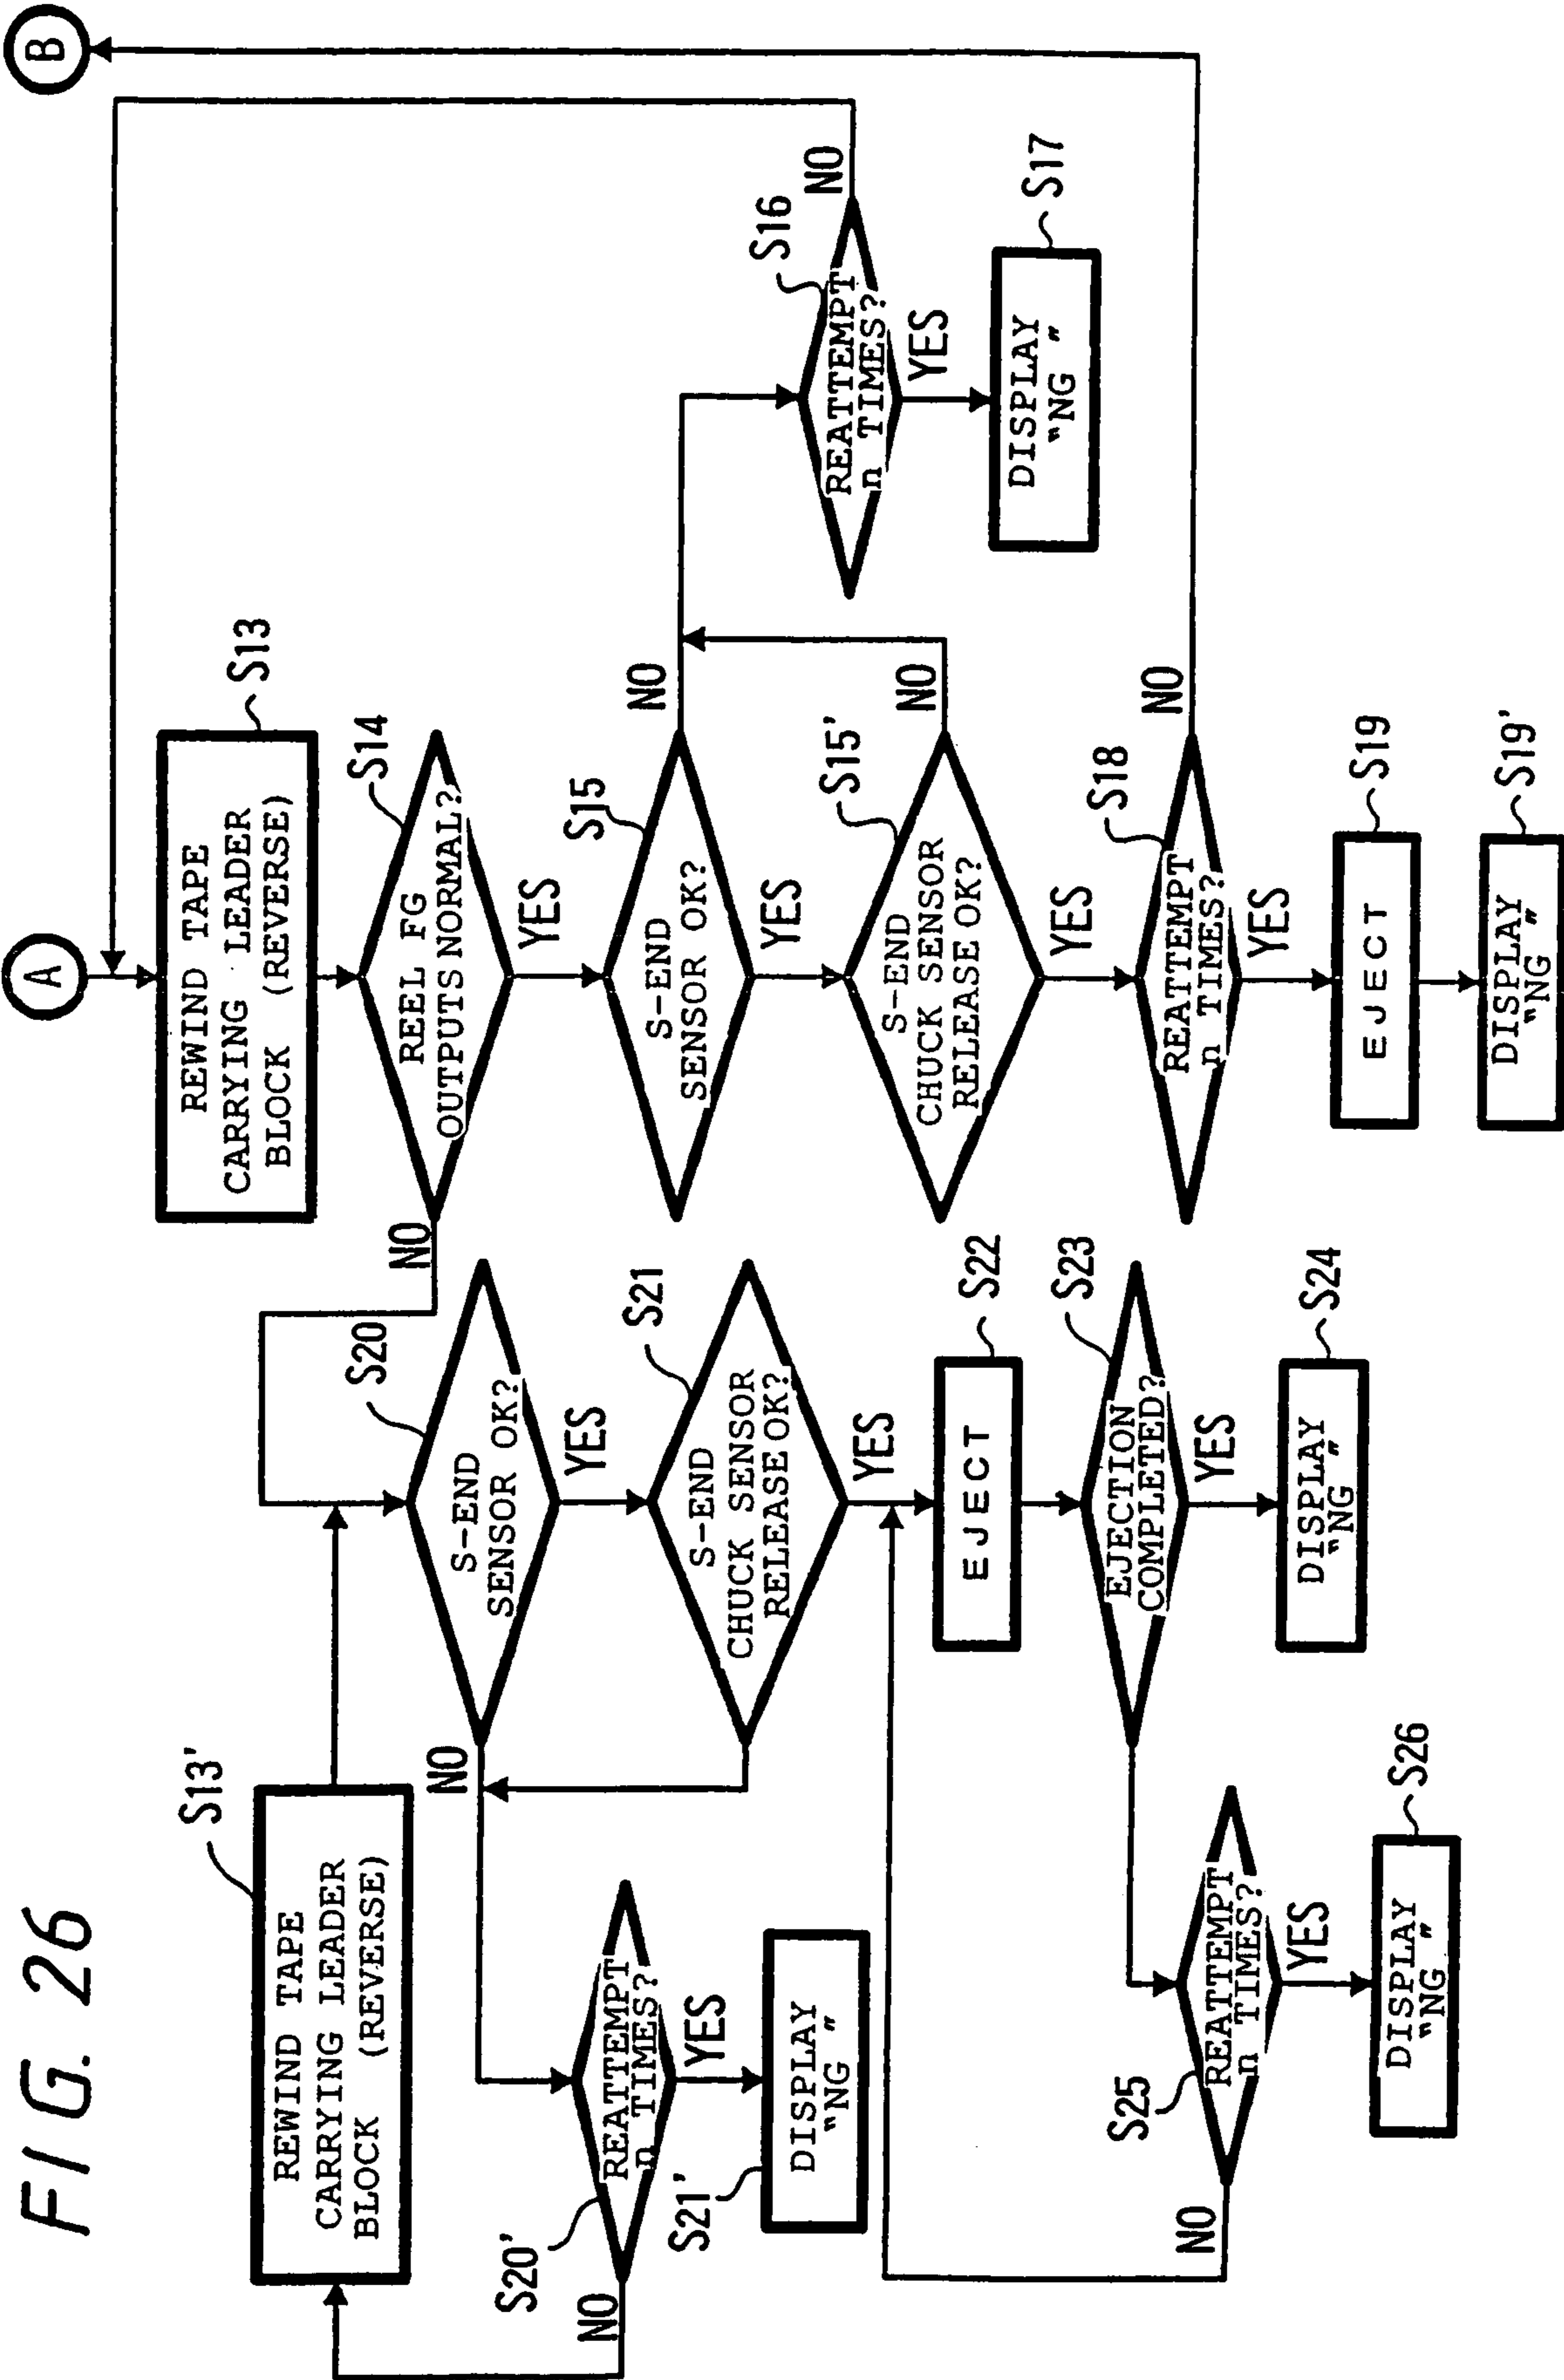 FIG. 26
A
B
REWIND TAPE
CARRYING LEADER
BLOCK (REVERSE)
S13
REEL FG
OUTPUTS NORMAL?
S14
NO
YES
S-END
SENSOR OK?
S15
NO
YES
S-END
CHUCK SENSOR
RELEASE OK?
S15'
NO
YES
REATTEMPT
n TIMES?
S16
NO
YES
DISPLAY
"NG"
S17
REATTEMPT
n TIMES?
S18
NO
YES
EJECT
S19
DISPLAY
"NG"
S19'
REWIND TAPE
CARRYING LEADER
BLOCK (REVERSE)
S13'
S-END
SENSOR OK?
S20
NO
YES
S-END
CHUCK SENSOR
RELEASE OK?
S21
YES
REATTEMPT
n TIMES?
S20'
NO
YES
DISPLAY
"NG"
S21'
EJECT
S22
EJECTION
COMPLETED?
S23
YES
DISPLAY
"NG"
S24
REATTEMPT
n TIMES?
S25
NO
YES
DISPLAY
"NG"
S26